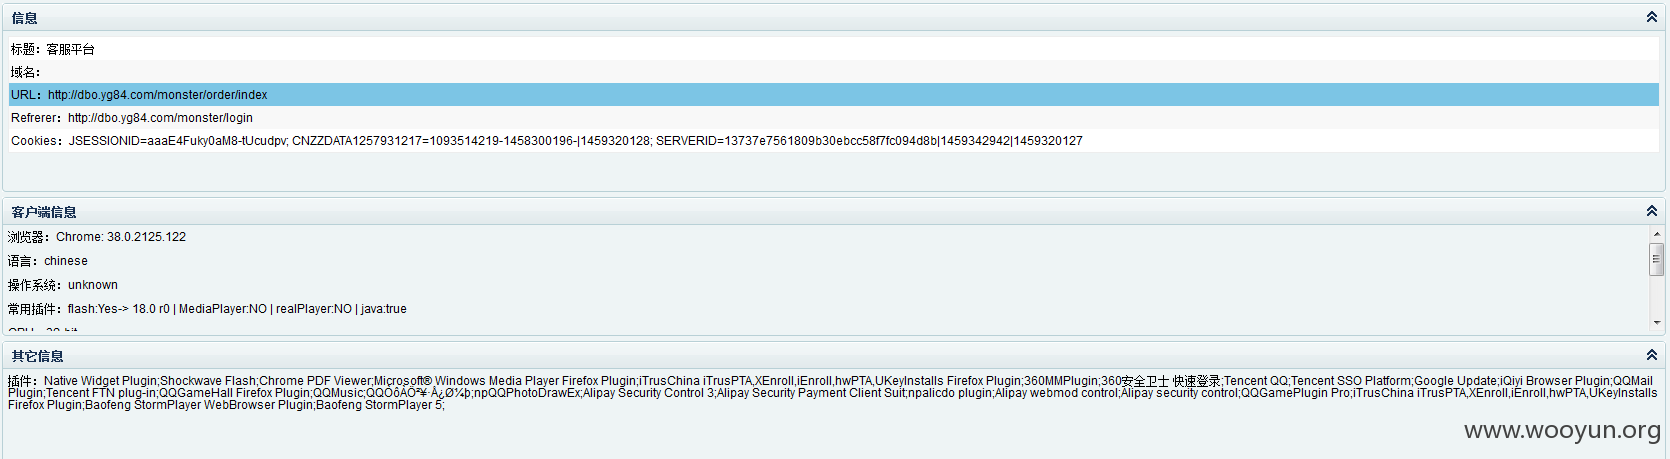 信息
标题：客服平台
域名：
URL：http://dbo.yg84.com/monster/order/index
Refrerer：http://dbo.yg84.com/monster/login
Cookies：JSESSIONID=aaaE4Fuky0aM8-tUcudpv; CNZZDATA1257931217=1093514219-1458300196-|1459320128; SERVERID=13737e7561809b30ebcc58f7fc094d8b|1459342942|1459320127
客户端信息
浏览器：Chrome: 38.0.2125.122
语言：chinese
操作系统：unknown
常用插件：flash:Yes-> 18.0 r0 | MediaPlayer:NO | realPlayer:NO | java:true
其它信息
插件：Native Widget Plugin;Shockwave Flash;Chrome PDF Viewer;Microsoft® Windows Media Player Firefox Plugin;iTrusChina iTrusPTA,XEnroll,iEnroll,hwPTA,UKeyInstalls Firefox Plugin;360MMPlugin;360安全卫士 快速登录;Tencent QQ;Tencent SSO Platform;Google Update;iQiyi Browser Plugin;QQMail
Plugin;Tencent FTN plug-in;QQGameHall Firefox Plugin;QQMusic;QQÒôÀÖ²¥·Å¿Ø¼þ;npQQPhotoDrawEx;Alipay Security Control 3;Alipay Security Payment Client Suit;npalicdo plugin;Alipay webmod control;Alipay security control;QQGamePlugin Pro;iTrusChina iTrusPTA,XEnroll,iEnroll,hwPTA,UKeyInstalls
Firefox Plugin;Baofeng StormPlayer WebBrowser Plugin;Baofeng StormPlayer 5;
www.wooyun.org